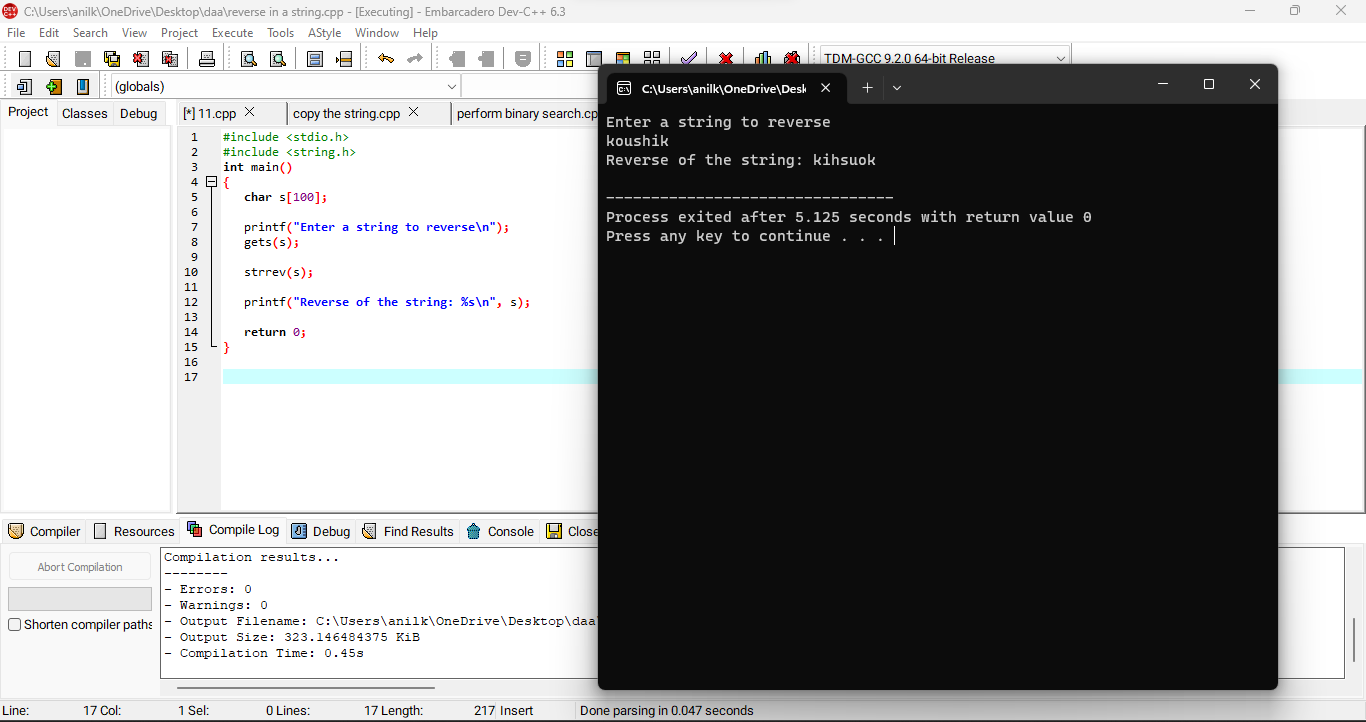 C:\Users\anilk\OneDrive\Desktop\daa\reverse in a string.cpp - [Executing] - Embarcadero Dev-C++ 6.3
File Edit Search View Project Execute Tools AStyle Window Help
TDM-GCC 9.2.0 64-bit Release
(globals)
Project Classes Debug
[*] 11.cpp copy the string.cpp perform binary search.cp
1 #include <stdio.h>
2 #include <string.h>
3 int main()
4 {
5 char s[100];
6
7 printf("Enter a string to reverse\n");
8 gets(s);
9
10 strrev(s);
11
12 printf("Reverse of the string: %s\n", s);
13
14 return 0;
15 }
16
17
C:\Users\anilk\OneDrive\Desk
Enter a string to reverse
koushik
Reverse of the string: kihsuok
--------------------------------
Process exited after 5.125 seconds with return value 0
Press any key to continue . . .
Compiler Resources Compile Log Debug Find Results Console Close
Abort Compilation
Shorten compiler paths
Compilation results...
--------
- Errors: 0
- Warnings: 0
- Output Filename: C:\Users\anilk\OneDrive\Desktop\daa
- Output Size: 323.146484375 KiB
- Compilation Time: 0.45s
Line: 17 Col: 1 Sel: 0 Lines: 17 Length: 217 Insert Done parsing in 0.047 seconds